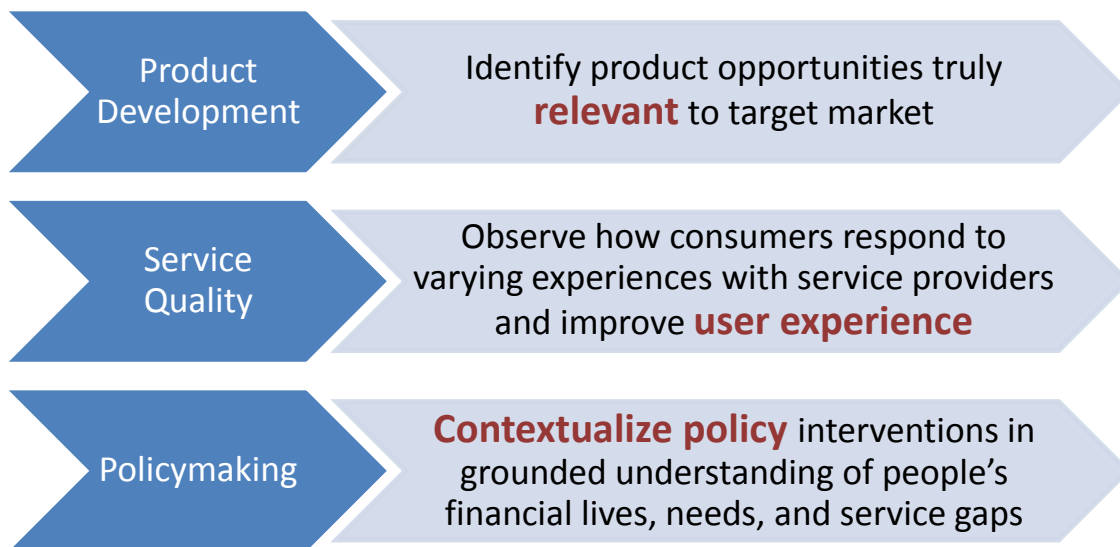 Product
Development
Identify product opportunities truly
relevant to target market
Service
Quality
Observe how consumers respond to
varying experiences with service providers
and improve user experience
Policymaking
Contextualize policy interventions in
grounded understanding of people’s
financial lives, needs, and service gaps